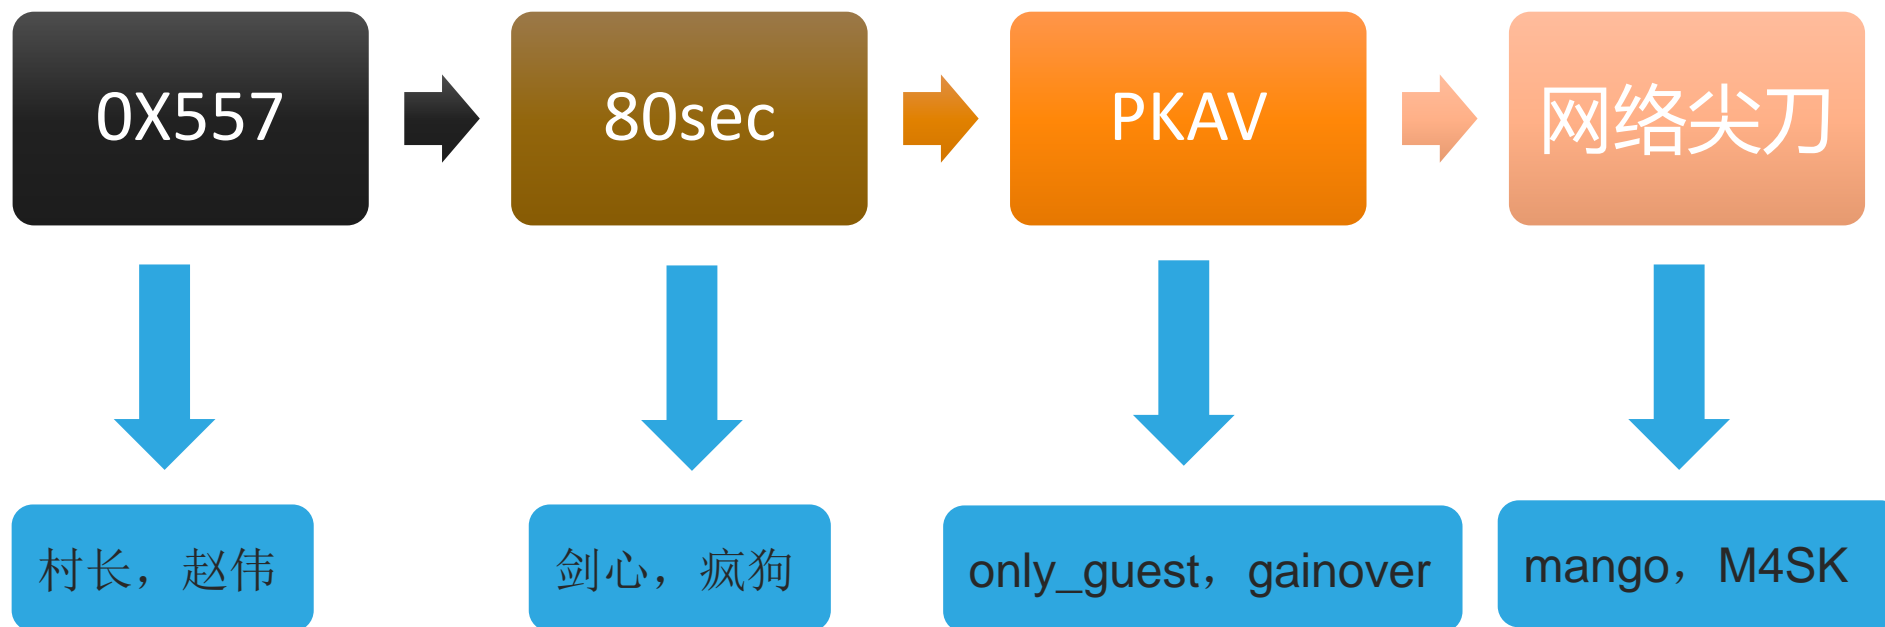 0X557
80sec
PKAV
网络尖刀
村长，赵伟
剑心，疯狗
only_guest，gainover
mango，M4SK